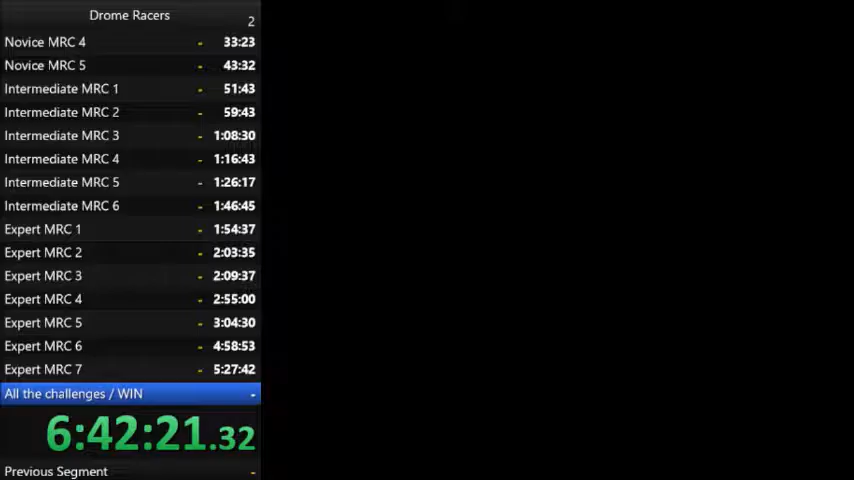 Drome Racers
2
Novice MRC 4 - 33:23
Novice MRC 5 - 43:32
Intermediate MRC 1 - 51:43
Intermediate MRC 2 - 59:43
Intermediate MRC 3 - 1:08:30
Intermediate MRC 4 - 1:16:43
Intermediate MRC 5 - 1:26:17
Intermediate MRC 6 - 1:46:45
Expert MRC 1 - 1:54:37
Expert MRC 2 - 2:03:35
Expert MRC 3 - 2:09:37
Expert MRC 4 - 2:55:00
Expert MRC 5 - 3:04:30
Expert MRC 6 - 4:58:53
Expert MRC 7 - 5:27:42
All the challenges / WIN -
6:42:21.32
Previous Segment -